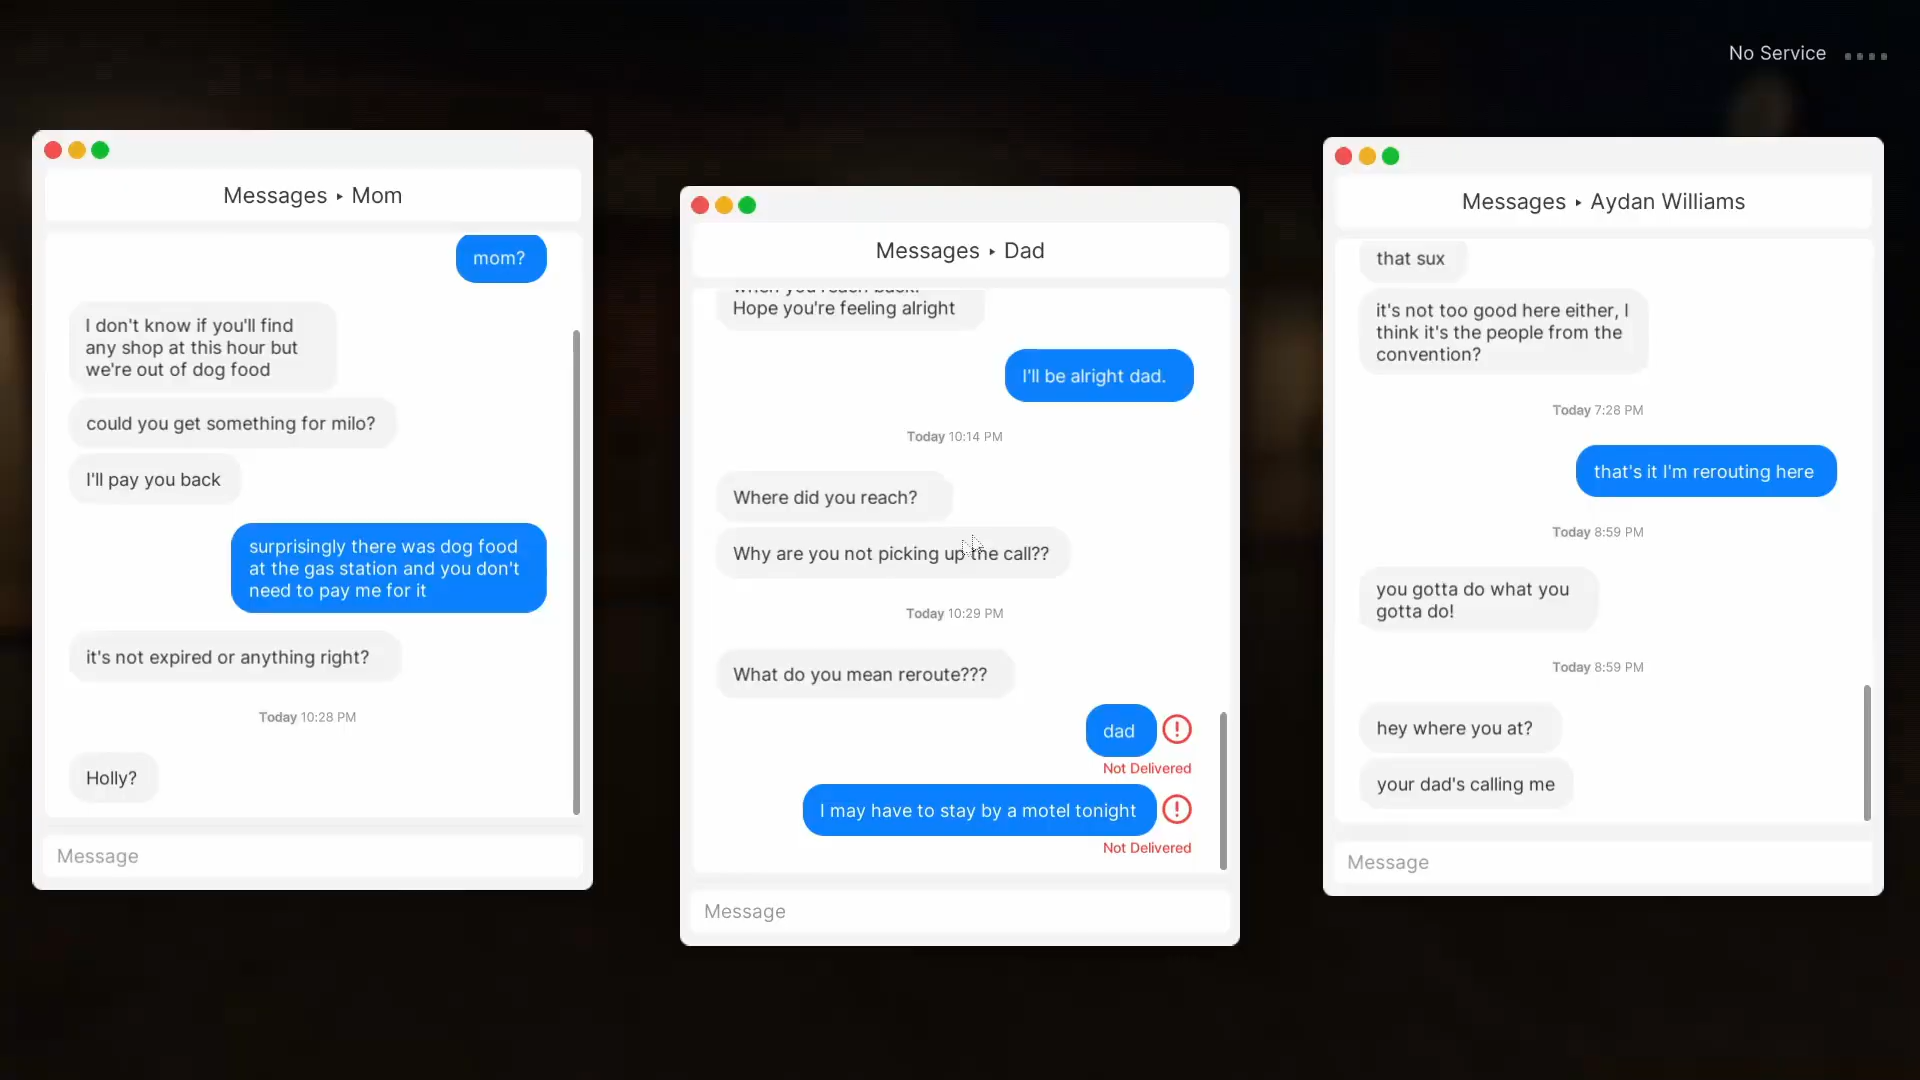 No Service
Messages ▸ Mom
mom?
I don't know if you'll find
any shop at this hour but
we're out of dog food
could you get something for milo?
I'll pay you back
surprisingly there was dog food
at the gas station and you don't
need to pay me for it
it's not expired or anything right?
Today 10:28 PM
Holly?
Message
Messages ▸ Dad
when you reach back.
Hope you're feeling alright
I'll be alright dad.
Today 10:14 PM
Where did you reach?
Why are you not picking up the call??
Today 10:29 PM
What do you mean reroute???
dad
Not Delivered
I may have to stay by a motel tonight
Not Delivered
Message
Messages ▸ Aydan Williams
that sux
it's not too good here either, I
think it's the people from the
convention?
Today 7:28 PM
that's it I'm rerouting here
Today 8:59 PM
you gotta do what you
gotta do!
Today 8:59 PM
hey where you at?
your dad's calling me
Message